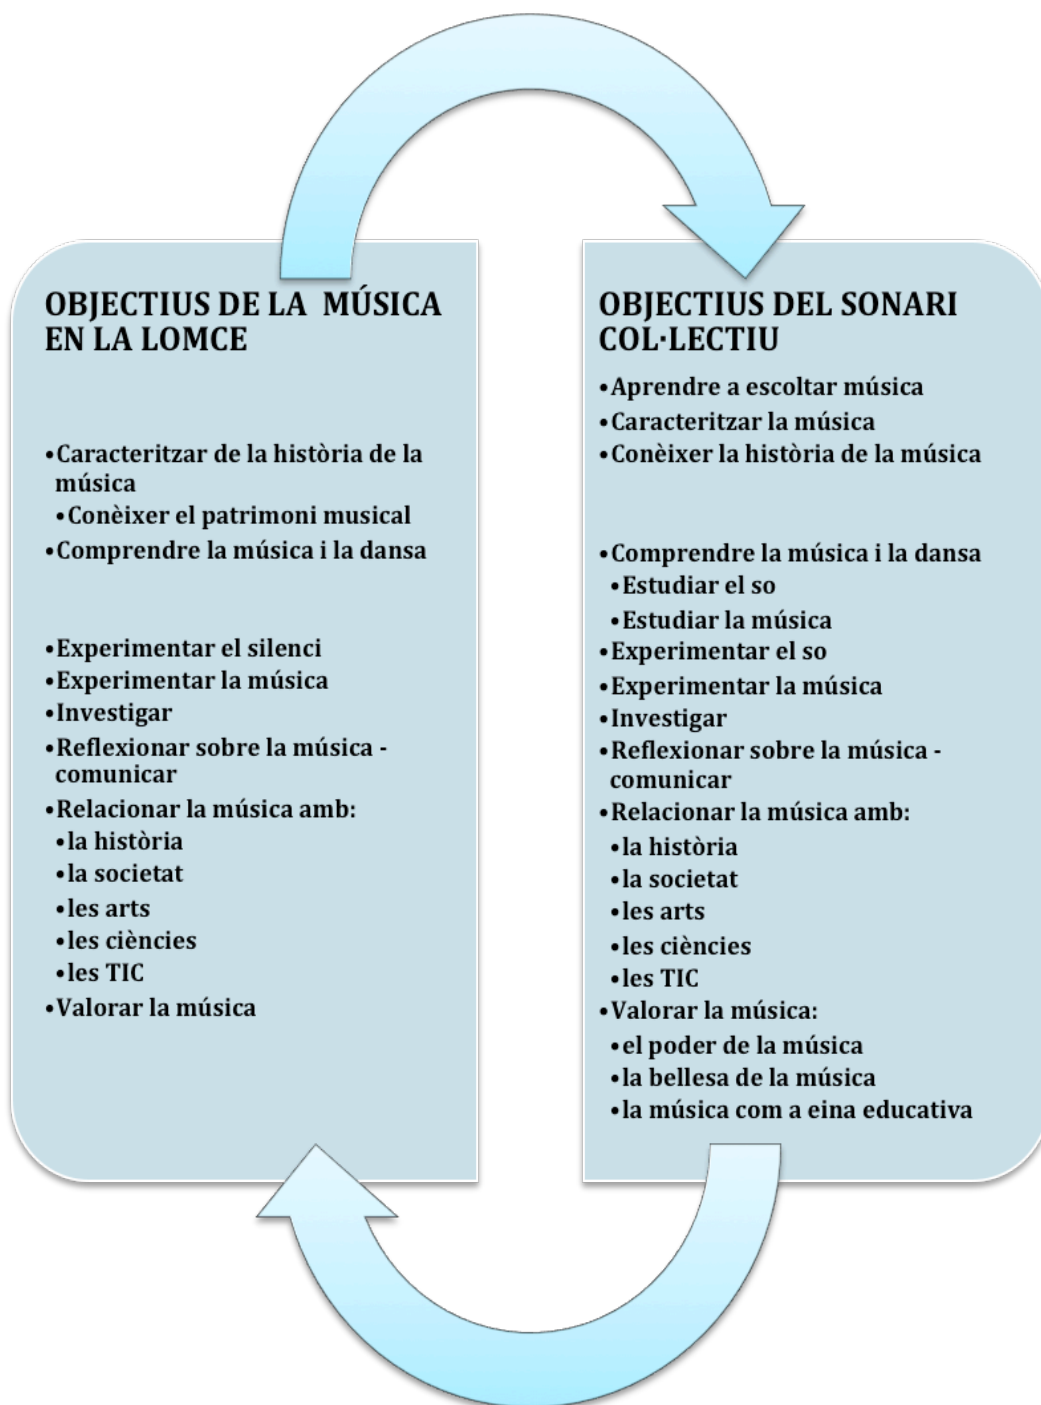 OBJECTIUS DE LA MÚSICA
EN LA LOMCE
•Caracteritzar de la història de la
música
•Conèixer el patrimoni musical
•Comprendre la música i la dansa
•Experimentar el silenci
•Experimentar la música
•Investigar
•Reflexionar sobre la música -
comunicar
•Relacionar la música amb:
•la història
•la societat
•les arts
•les ciències
•les TIC
•Valorar la música
OBJECTIUS DEL SONARI
COL·LECTIU
•Aprendre a escoltar música
•Caracteritzar la música
•Conèixer la història de la música
•Comprendre la música i la dansa
•Estudiar el so
•Estudiar la música
•Experimentar el so
•Experimentar la música
•Investigar
•Reflexionar sobre la música -
comunicar
•Relacionar la música amb:
•la història
•la societat
•les arts
•les ciències
•les TIC
•Valorar la música:
•el poder de la música
•la bellesa de la música
•la música com a eina educativa